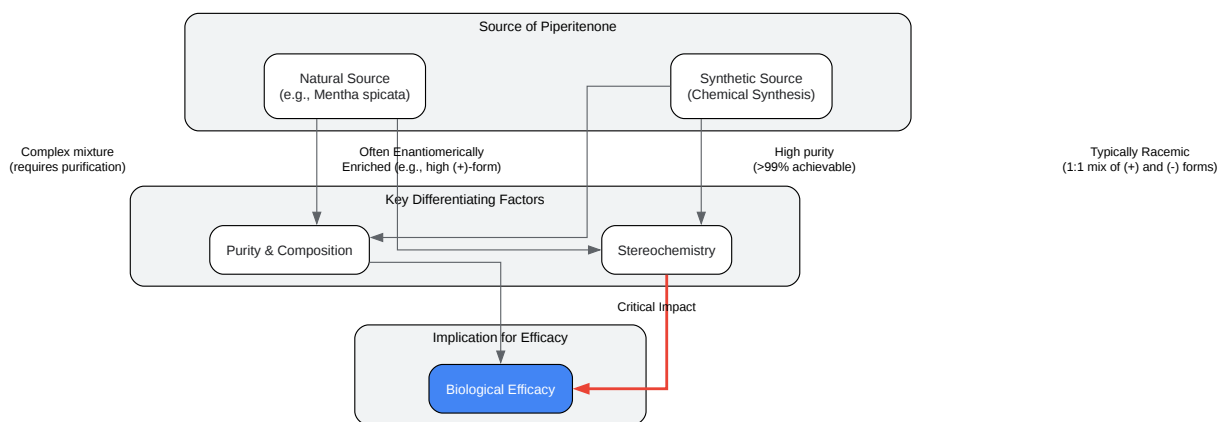 Source of Piperitenone
Natural Source
(e.g., Mentha spicata)
Synthetic Source
(Chemical Synthesis)
Complex mixture
(requires purification)
Often Enantiomerically
Enriched (e.g., high (+)-form)
High purity
(>99% achievable)
Typically Racemic
(1:1 mix of (+) and (-) forms)
Key Differentiating Factors
Purity & Composition
Stereochemistry
Critical Impact
Implication for Efficacy
Biological Efficacy